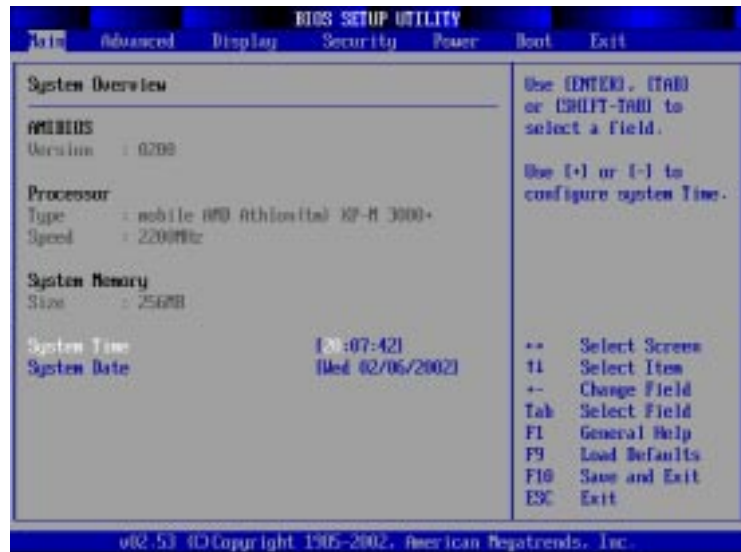 BIOS SETUP UTILITY
Main Advanced Display Security Power Boot Exit
System Overview
AMIBIOS
Version : 0208
Processor
Type : mobile AMD Athlon(tm) XP-M 3000+
Speed : 2200MHz
System Memory
Size : 256MB
System Time [20:07:42]
System Date [Wed 02/06/2002]
Use [ENTER], [TAB]
or [SHIFT-TAB] to
select a field.
Use [+] or [-] to
configure system Time.
↔ Select Screen
↑↓ Select Item
+- Change Field
Tab Select Field
F1 General Help
F9 Load Defaults
F10 Save and Exit
ESC Exit
v02.53 (C)Copyright 1985-2002, American Megatrends, Inc.